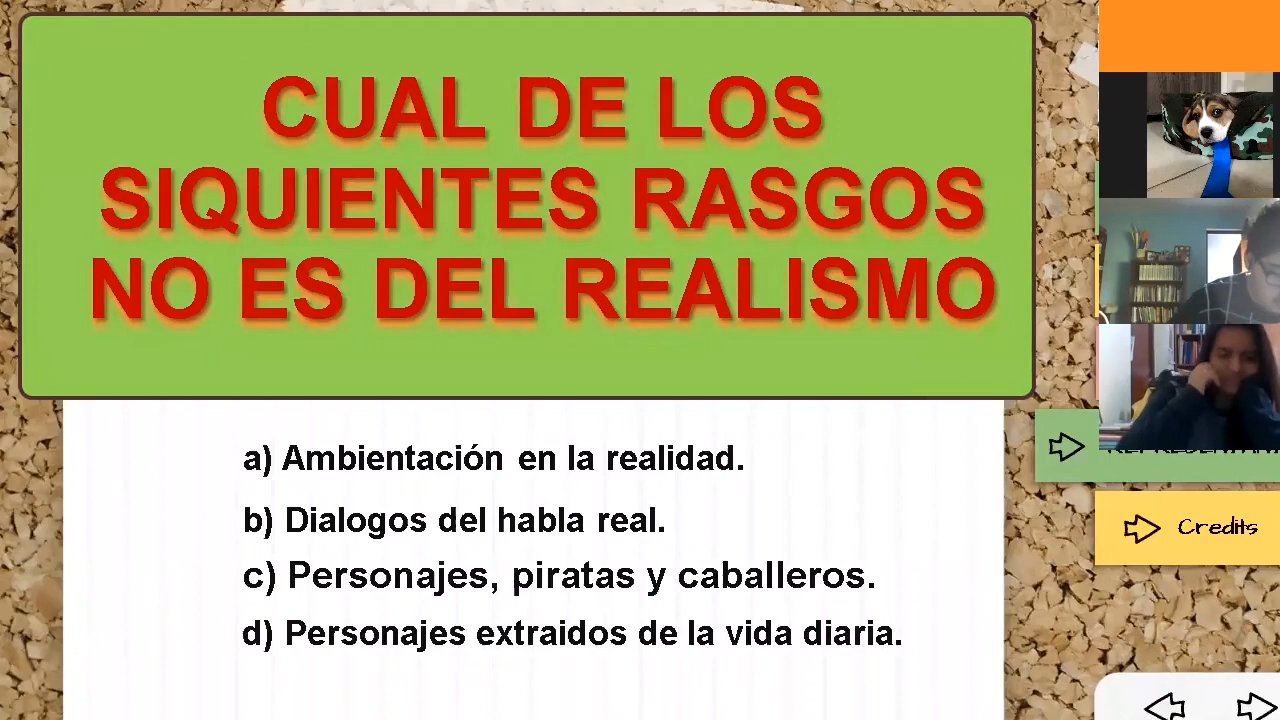 CUAL DE LOS
SIQUIENTES RASGOS
NO ES DEL REALISMO
a) Ambientación en la realidad.
b) Dialogos del habla real.
c) Personajes, piratas y caballeros.
d) Personajes extraidos de la vida diaria.
Credits